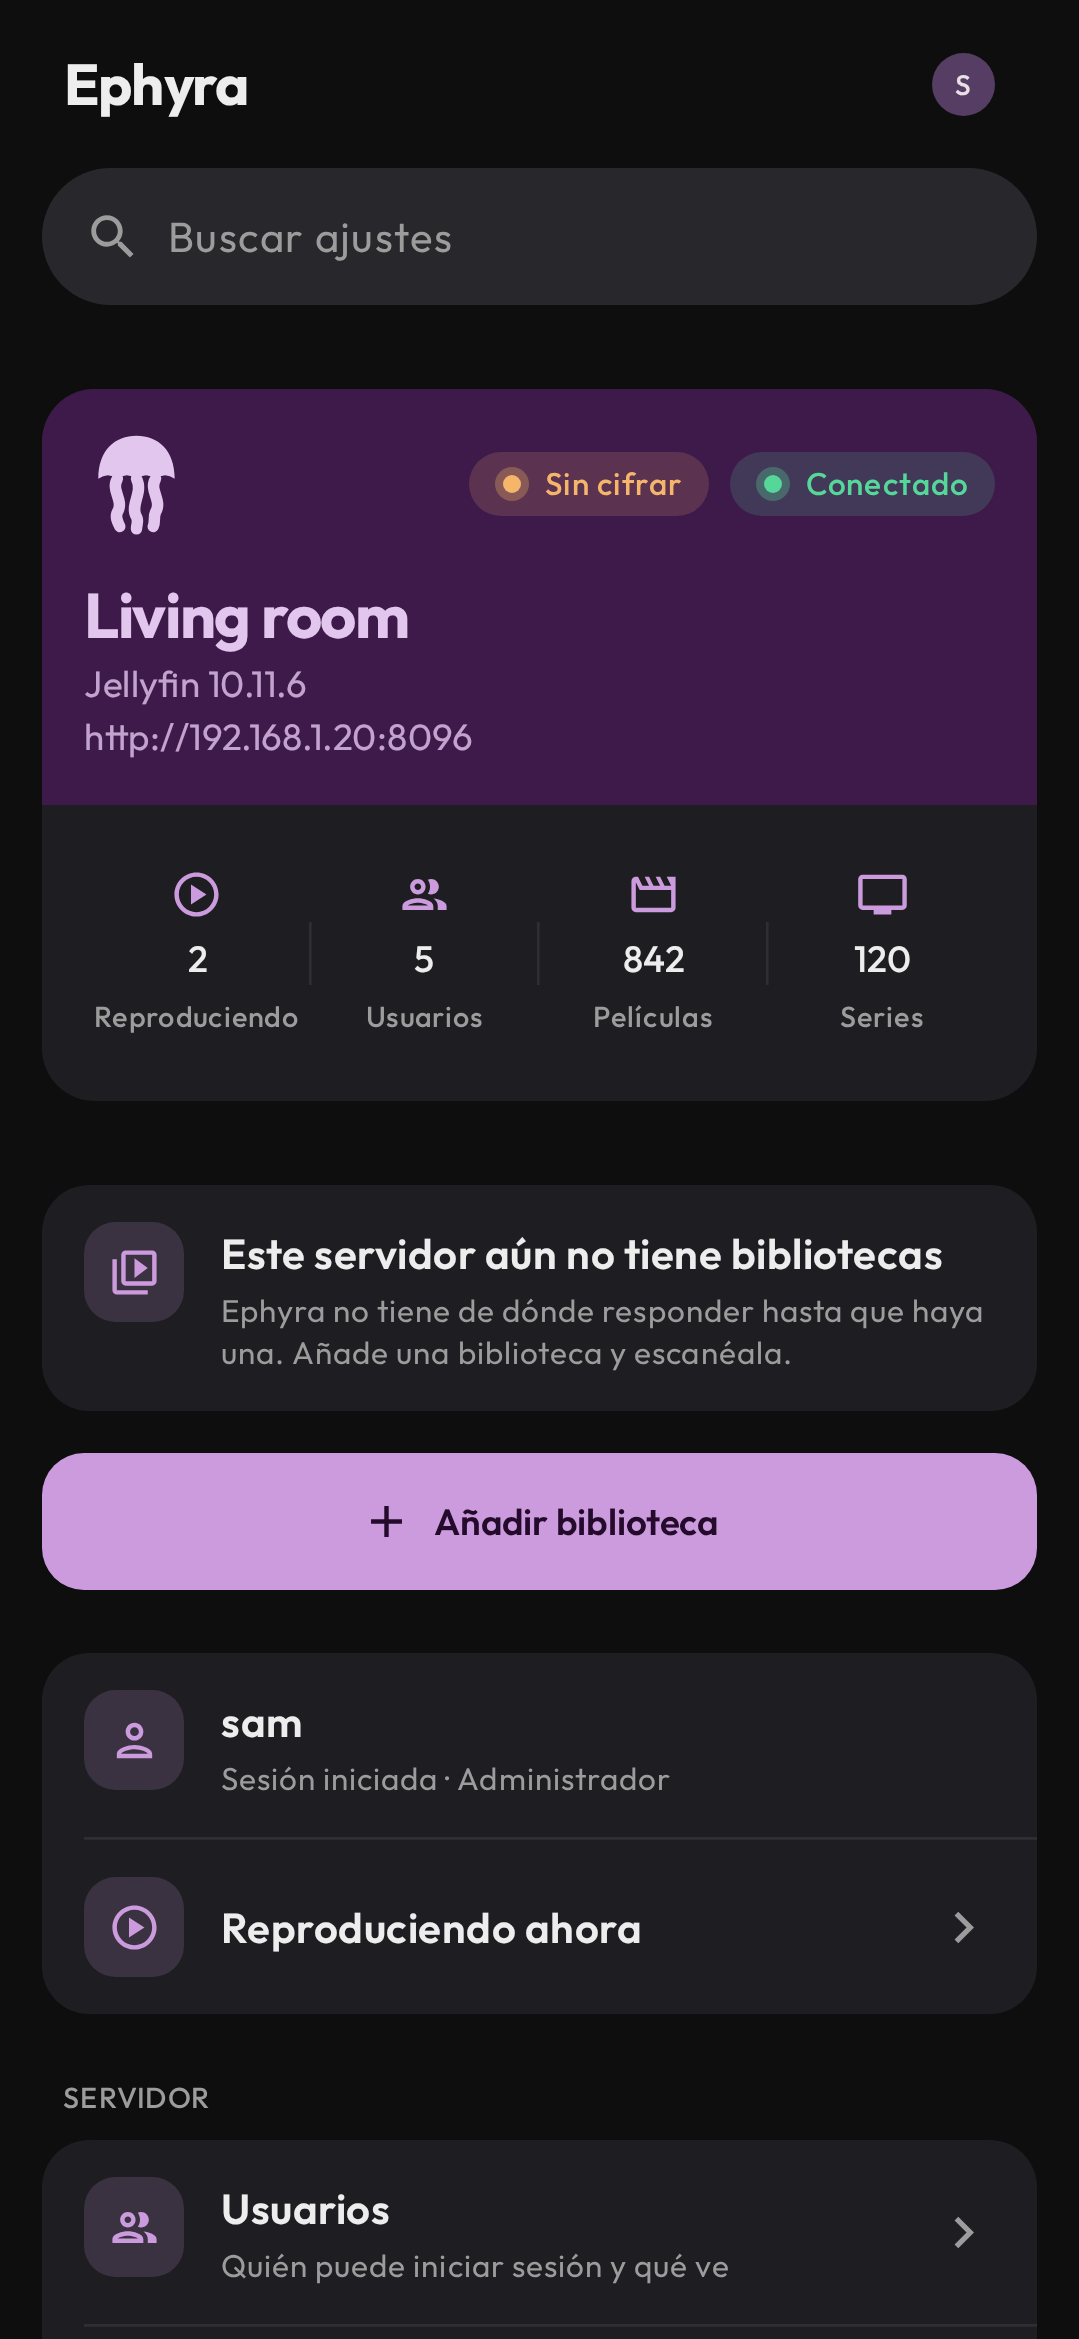 Ephyra
S
Buscar ajustes
Sin cifrar
Conectado
Living room
Jellyfin 10.11.6
http://192.168.1.20:8096
2
5
842
120
Reproduciendo
Usuarios
Películas
Series
Este servidor aún no tiene bibliotecas
Ephyra no tiene de dónde responder hasta que haya
una. Añade una biblioteca y escanéala.
Añadir biblioteca
sam
Sesión iniciada · Administrador
Reproduciendo ahora
SERVIDOR
Usuarios
Quién puede iniciar sesión y qué ve